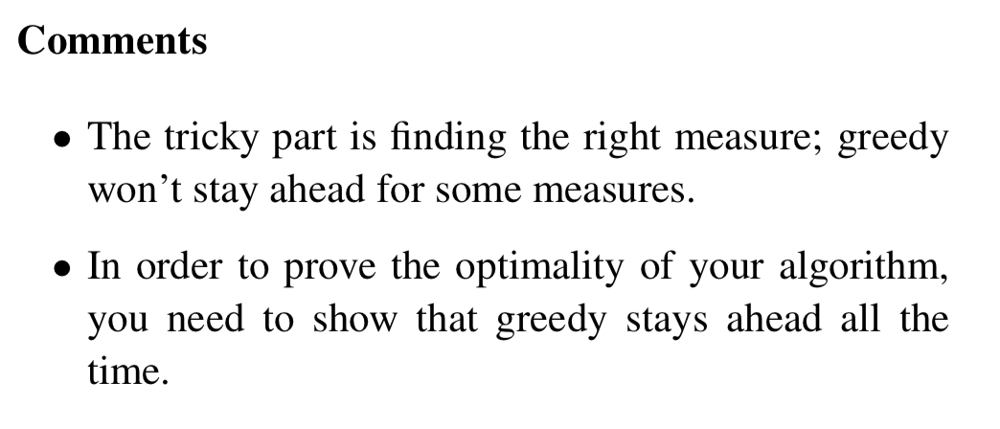 Comments
• The tricky part is finding the right measure; greedy
won’t stay ahead for some measures.
• In order to prove the optimality of your algorithm,
you need to show that greedy stays ahead all the
time.